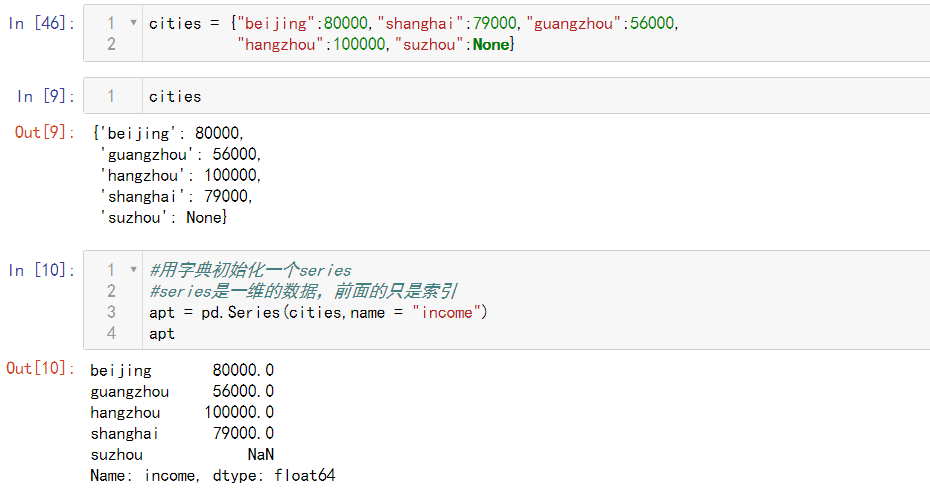 In [46]: 1 ▾ cities = {"beijing":80000,"shanghai":79000,"guangzhou":56000,
2 "hangzhou":100000,"suzhou":None}
In [9]: 1 cities
Out[9]: {'beijing': 80000,
'guangzhou': 56000,
'hangzhou': 100000,
'shanghai': 79000,
'suzhou': None}
In [10]: 1 ▾ #用字典初始化一个series
2 #series是一维的数据，前面的只是索引
3 apt = pd.Series(cities,name = "income")
4 apt
Out[10]: beijing 80000.0
guangzhou 56000.0
hangzhou 100000.0
shanghai 79000.0
suzhou NaN
Name: income, dtype: float64